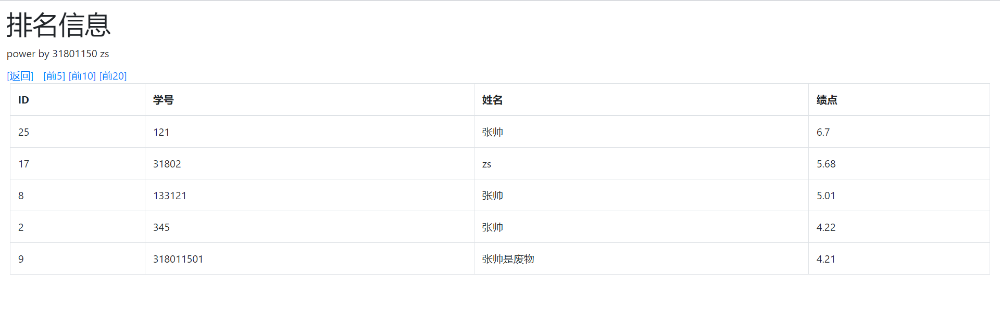 排名信息
power by 31801150 zs
[返回] [前5] [前10] [前20]
ID 学号 姓名 绩点
25 121 张帅 6.7
17 31802 zs 5.68
8 133121 张帅 5.01
2 345 张帅 4.22
9 318011501 张帅是废物 4.21